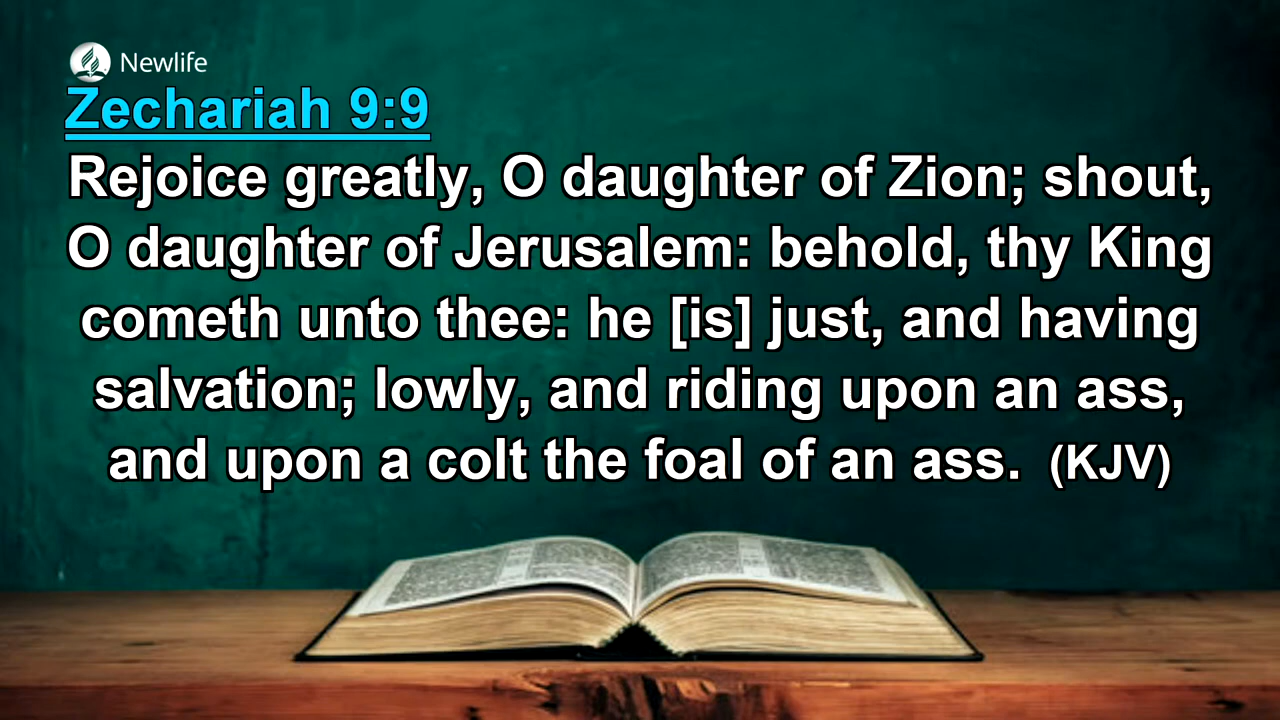 Newlife
Zechariah 9:9
Rejoice greatly, O daughter of Zion; shout,
O daughter of Jerusalem: behold, thy King
cometh unto thee: he [is] just, and having
salvation; lowly, and riding upon an ass,
and upon a colt the foal of an ass. (KJV)